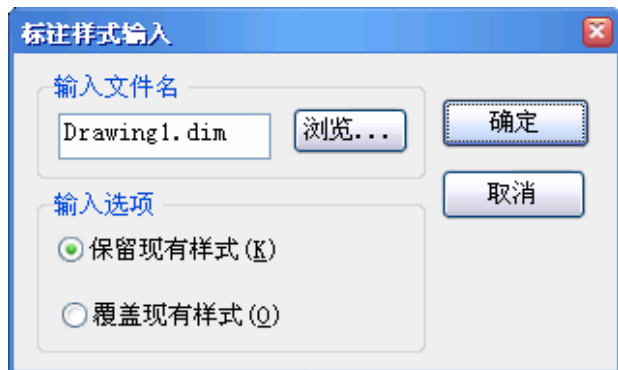 标注样式输入
输入文件名
Drawing1.dim
浏览...
确定
取消
输入选项
保留现有样式(K)
覆盖现有样式(O)